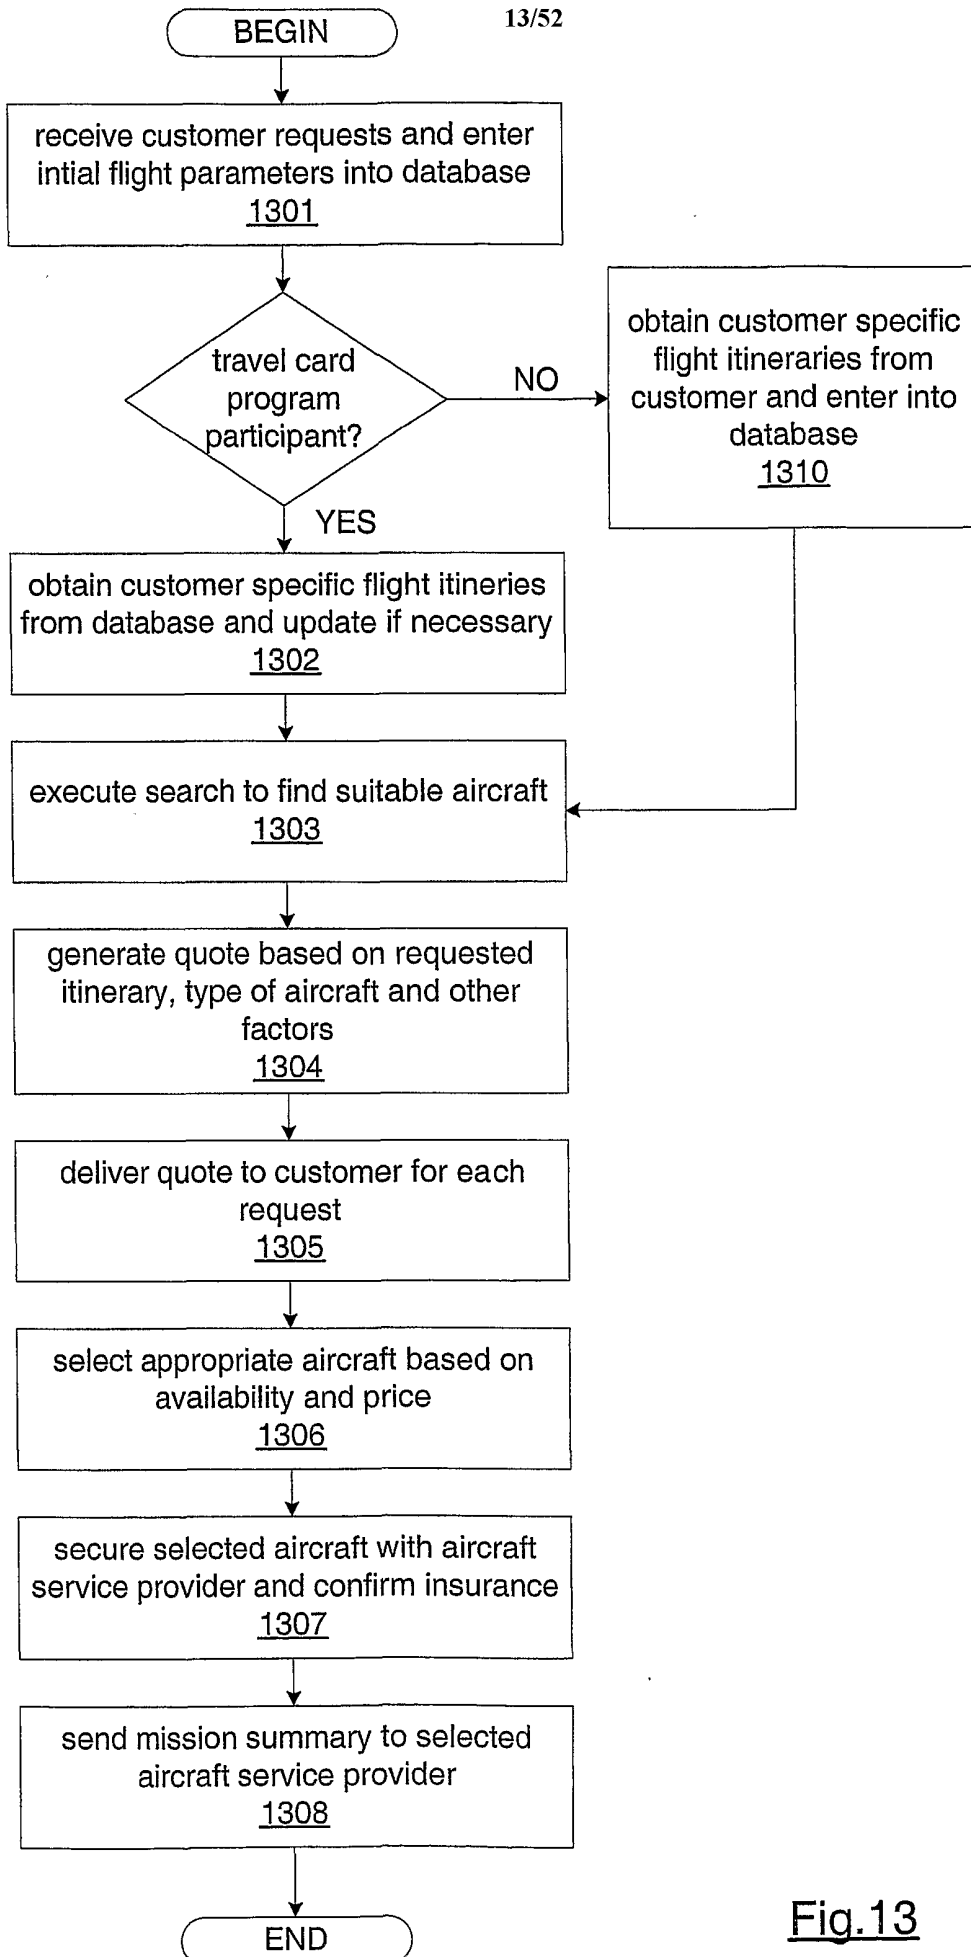 13/52
BEGIN
receive customer requests and enter
intial flight parameters into database
1301
travel card
program
participant?
NO
obtain customer specific
flight itineraries from
customer and enter into
database
1310
YES
obtain customer specific flight itineries
from database and update if necessary
1302
execute search to find suitable aircraft
1303
generate quote based on requested
itinerary, type of aircraft and other
factors
1304
deliver quote to customer for each
request
1305
select appropriate aircraft based on
availability and price
1306
secure selected aircraft with aircraft
service provider and confirm insurance
1307
send mission summary to selected
aircraft service provider
1308
END
Fig.13